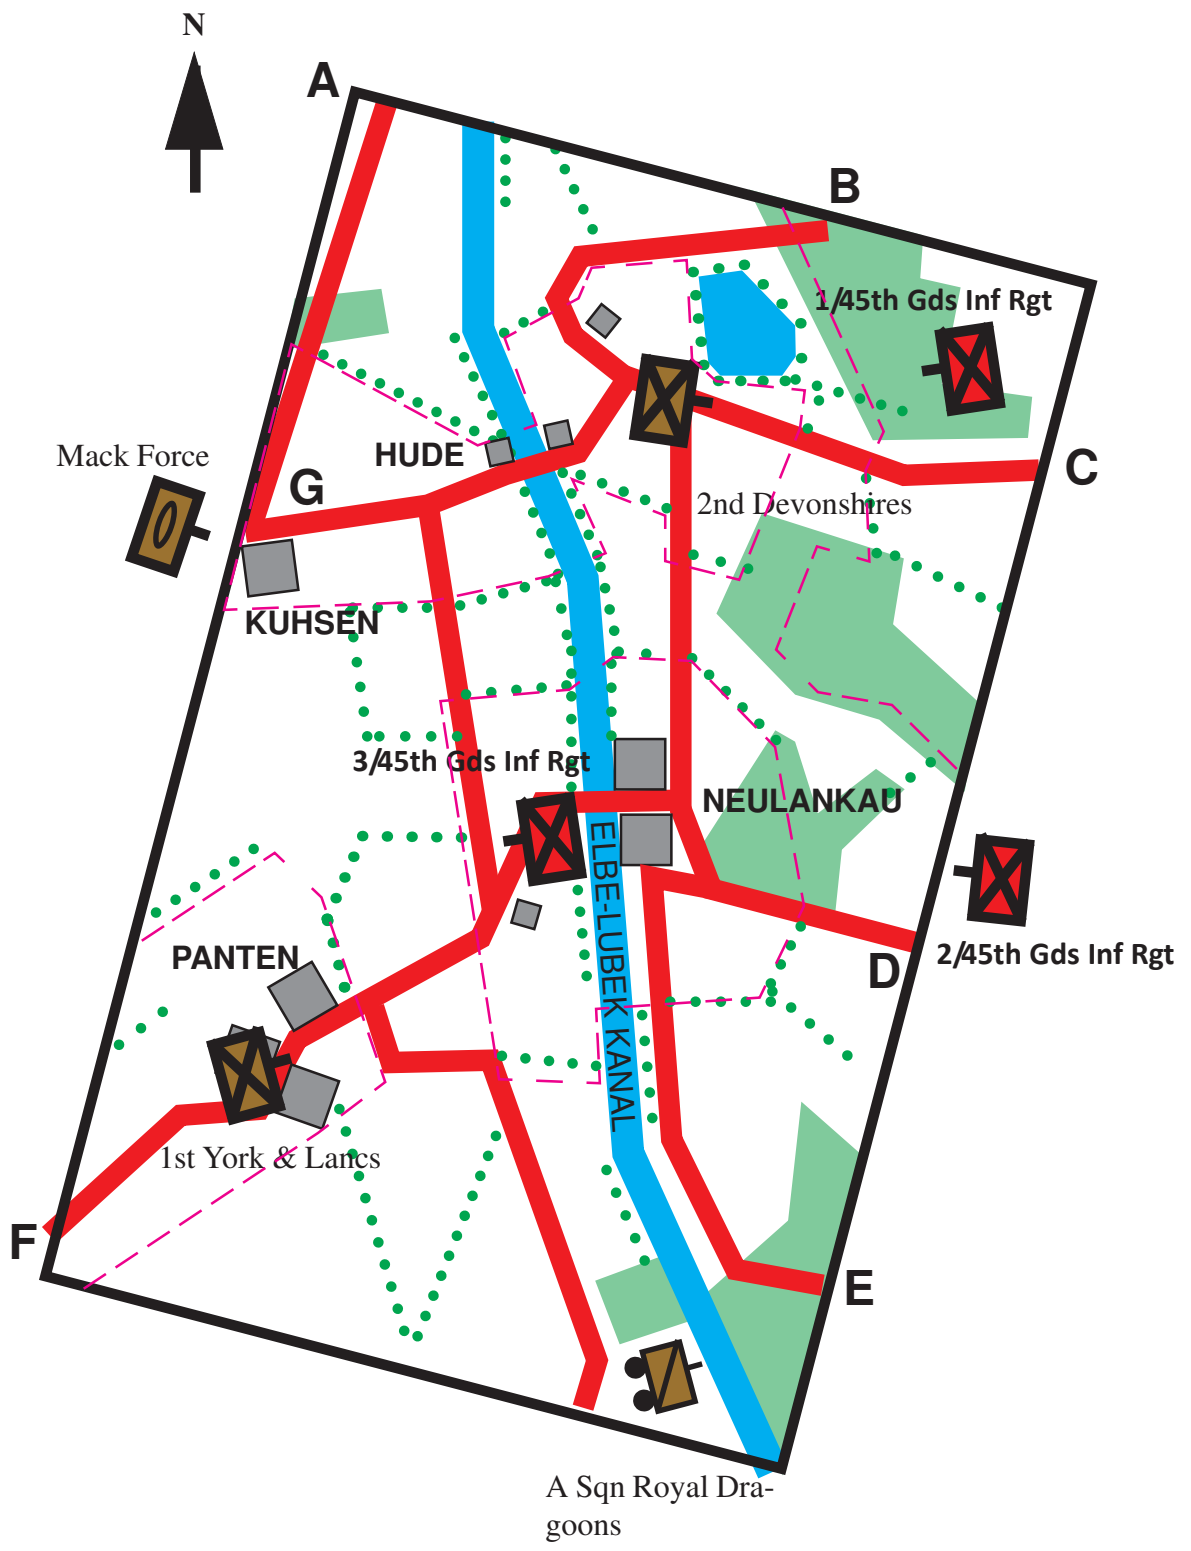 N
A
B
1/45th Gds Inf Rgt
Mack Force
HUDE
C
G
2nd Devonshires
KUHSEN
3/45th Gds Inf Rgt
NEULANKAU
ELBE-LUBEK KANAL
PANTEN
D
2/45th Gds Inf Rgt
1st York & Lancs
F
E
A Sqn Royal Dra-
goons